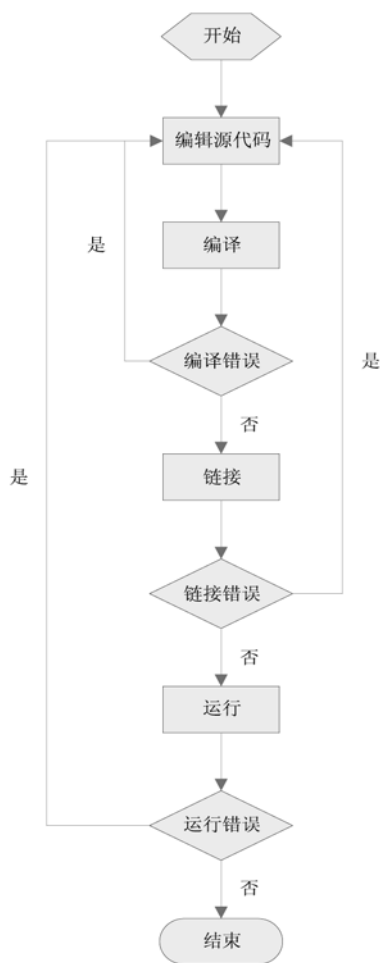 开始
编辑源代码
编译
是
编译错误
是
否
链接
是
链接错误
否
运行
运行错误
否
结束